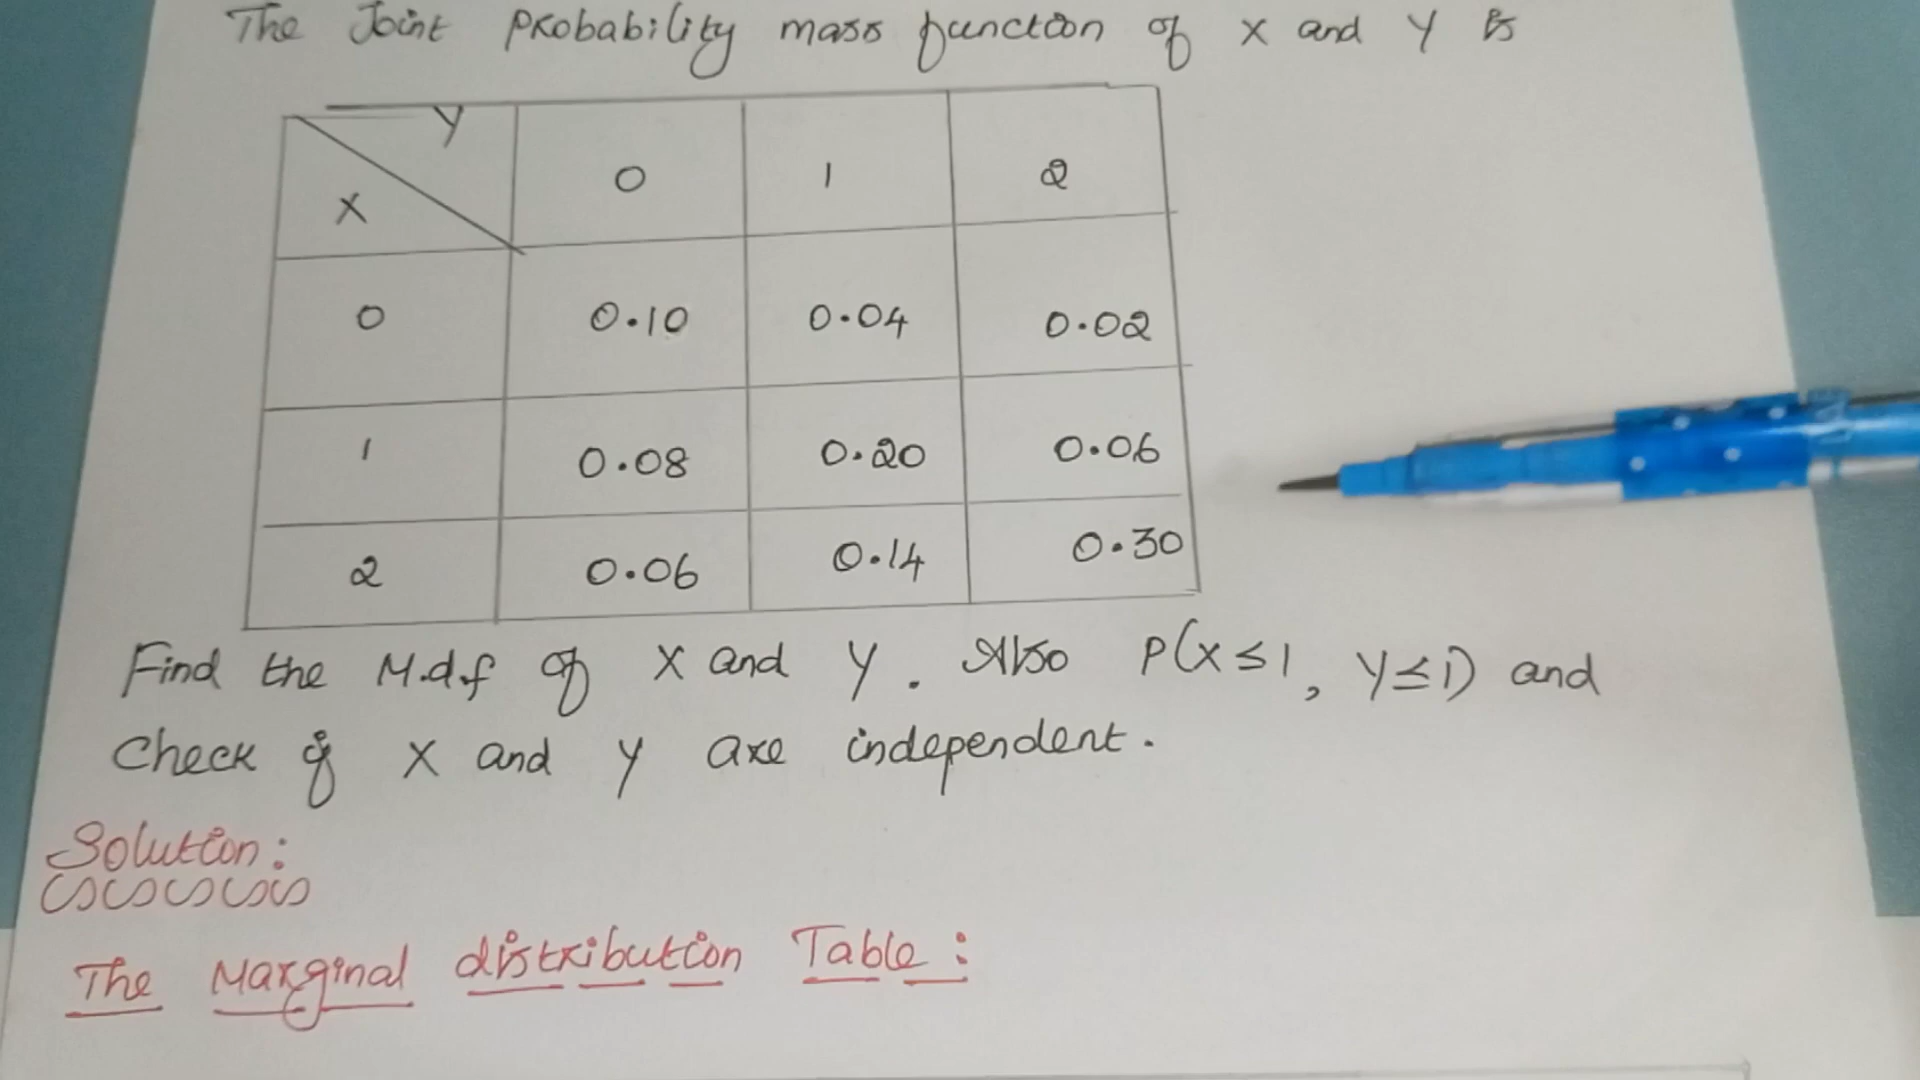 The Joint Probability mass function of X and Y is
Y
X
0 1 2
0 0.10 0.04 0.02
1 0.08 0.20 0.06
2 0.06 0.14 0.30
Find the M.d.f of X and Y. Also P(X≤1, Y≤1) and
Check if X and Y are independent.
Solution:
The Marginal distribution Table: